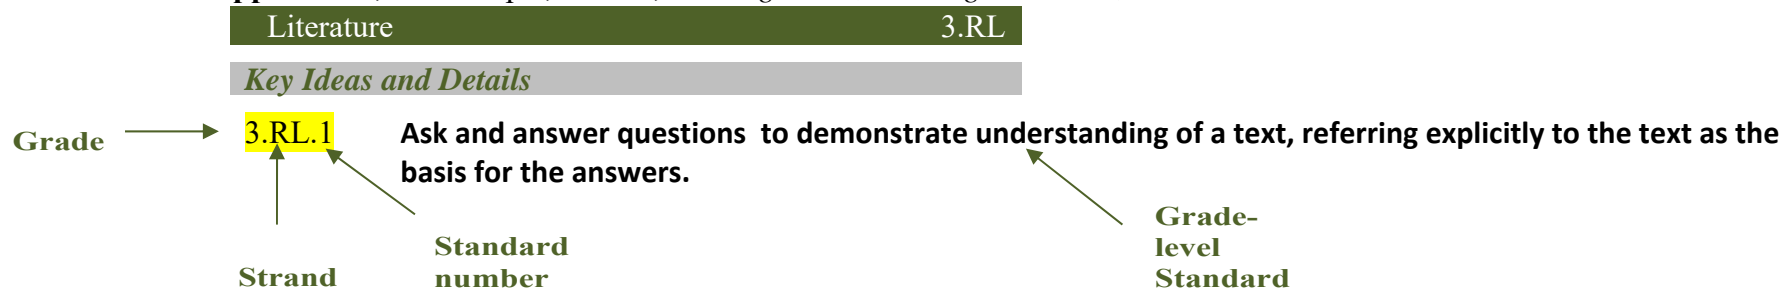 Literature 3.RL
Key Ideas and Details
Grade 3.RL.1 Ask and answer questions to demonstrate understanding of a text, referring explicitly to the text as the
basis for the answers.
Strand
Standard
number
Grade-
level
Standard